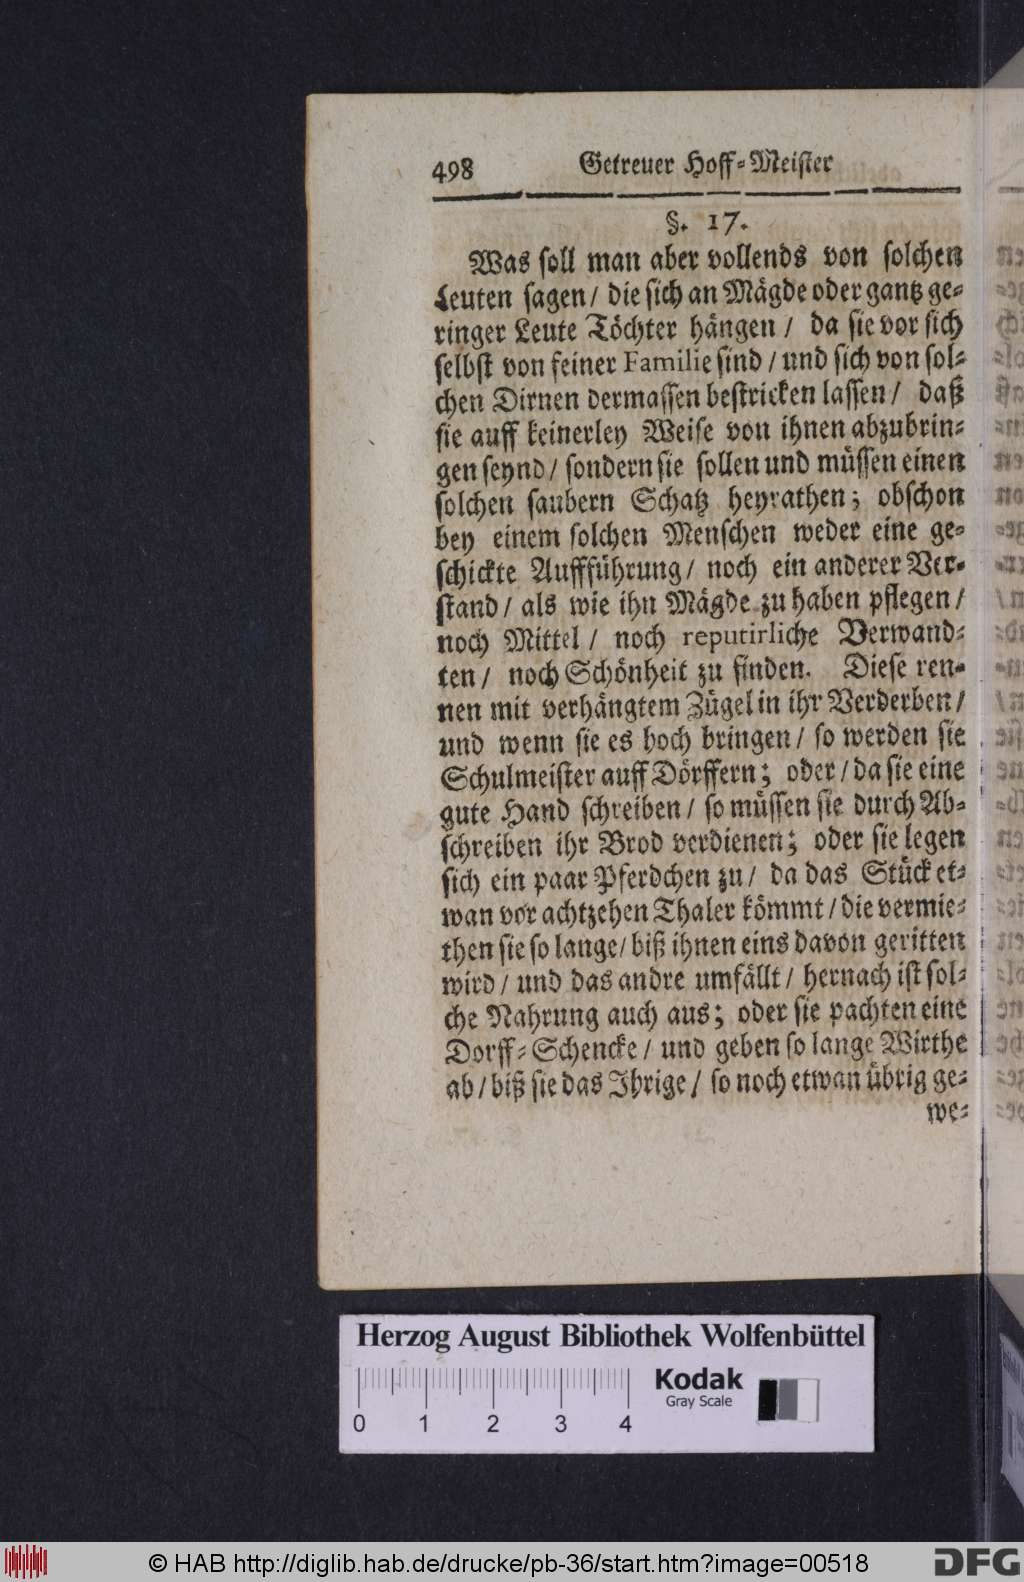 498 Getreuer Hoff-Meister
§. 17.
Was soll man aber vollends von solchen
Leuten sagen/ die sich an Mägde oder gantz ge-
ringer Leute Töchter hängen/ da sie vor sich
selbst von feiner Familie sind/ und sich von sol-
chen Dirnen dermassen bestricken lassen/ daß
sie auff keinerley Weise von ihnen abzubrin-
gen seynd/ sondern sie sollen und müssen einen
solchen saubern Schatz heyrathen; obschon
bey einem solchen Menschen weder eine ge-
schickte Auffführung/ noch ein anderer Ver-
stand/ als wie ihn Mägde zu haben pflegen/
noch Mittel/ noch reputirliche Verwand-
ten/ noch Schönheit zu finden. Diese ren-
nen mit verhängtem Zügel in ihr Verderben/
und wenn sie es hoch bringen/ so werden sie
Schulmeister auff Dörffern; oder/ da sie eine
gute Hand schreiben/ so müssen sie durch Ab-
schreiben ihr Brod verdienen; oder sie legen
sich ein paar Pferdchen zu/ da das Stück et-
wan vor achtzehen Thaler kömmt/ die vermie-
then sie so lange/ biß ihnen eins davon geritten
wird/ und das andre umfällt/ hernach ist sol-
che Nahrung auch aus; oder sie pachten eine
Dorff-Schencke/ und geben so lange Wirthe
ab/ biß sie das Ihrige/ so noch etwan übrig ge-
we-
Herzog August Bibliothek Wolfenbüttel
Kodak
Gray Scale
0 1 2 3 4
© HAB http://diglib.hab.de/drucke/pb-36/start.htm?image=00518
DFG